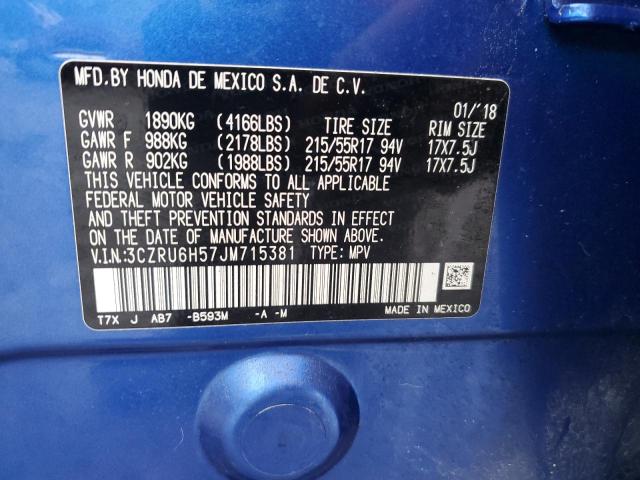 MFD.BY HONDA DE MEXICO S.A. DE C.V.
01/'18
GVWR 1890KG (4166LBS) TIRE SIZE RIM SIZE
GAWR F 988KG (2178LBS) 215/55R17 94V 17X7.5J
GAWR R 902KG (1988LBS) 215/55R17 94V 17X7.5J
THIS VEHICLE CONFORMS TO ALL APPLICABLE
FEDERAL MOTOR VEHICLE SAFETY
AND THEFT PREVENTION STANDARDS IN EFFECT
ON THE DATE OF MANUFACTURE SHOWN ABOVE.
V.I.N:3CZRU6H57JM715381 TYPE: MPV
T7X J AB7 -B593M -A -M MADE IN MEXICO